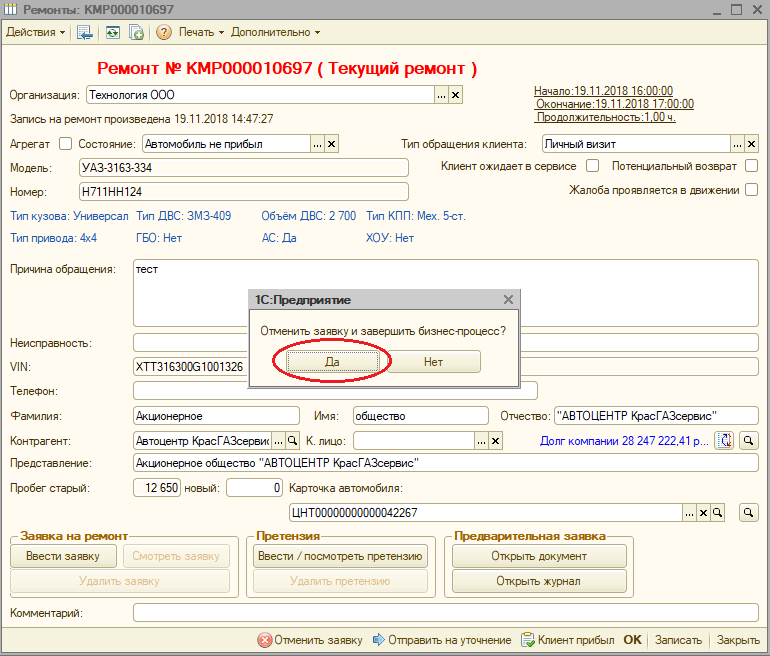 Ремонты: КМР000010697
Действия Печать Дополнительно
Ремонт № КМР000010697 ( Текущий ремонт )
Организация: Технология ООО
Начало:19.11.2018 16:00:00
Окончание:19.11.2018 17:00:00
Продолжительность:1,00 ч.
Запись на ремонт произведена 19.11.2018 14:47:27
Агрегат Состояние: Автомобиль не прибыл Тип обращения клиента: Личный визит
Модель: УАЗ-3163-334 Клиент ожидает в сервисе Потенциальный возврат
Номер: Н711НН124 Жалоба проявляется в движении
Тип кузова: Универсал Тип ДВС: ЗМЗ-409 Объём ДВС: 2 700 Тип КПП: Мех. 5-ст.
Тип привода: 4x4 ГБО: Нет АС: Да ХОУ: Нет
Причина обращения: тест
1С:Предприятие
Отменить заявку и завершить бизнес-процесс?
Да Нет
Неисправность:
VIN: XTT316300G1001326
Телефон:
Фамилия: Акционерное Имя: общество Отчество: "АВТОЦЕНТР КрасГАЗсервис"
Контрагент: Автоцентр КрасГАЗсервис К. лицо: Долг компании 28 247 222,41 р...
Представление: Акционерное общество "АВТОЦЕНТР КрасГАЗсервис"
Пробег старый: 12 650 новый: 0 Карточка автомобиля:
ЦНТ00000000000042267
Заявка на ремонт Претензия Предварительная заявка
Ввести заявку Смотреть заявку Ввести / посмотреть претензию Открыть документ
Удалить заявку Удалить претензию Открыть журнал
Комментарий:
Отменить заявку Отправить на уточнение Клиент прибыл ОК Записать Закрыть